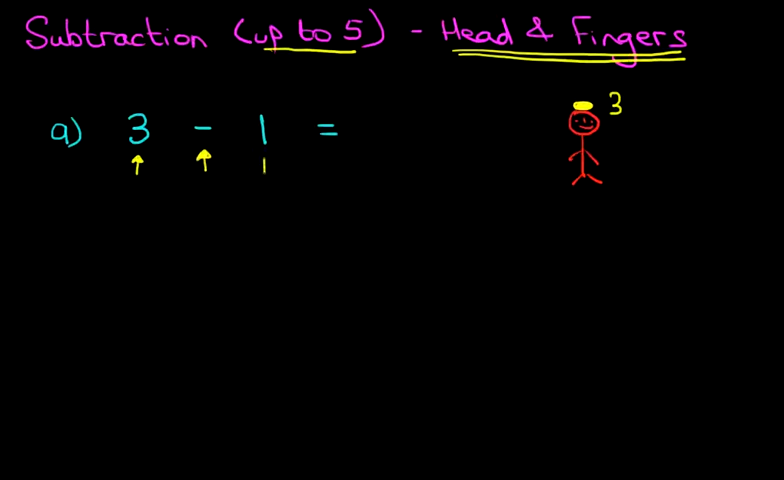 Subtraction (up to 5) - Head & Fingers
3
a) 3 - 1 =